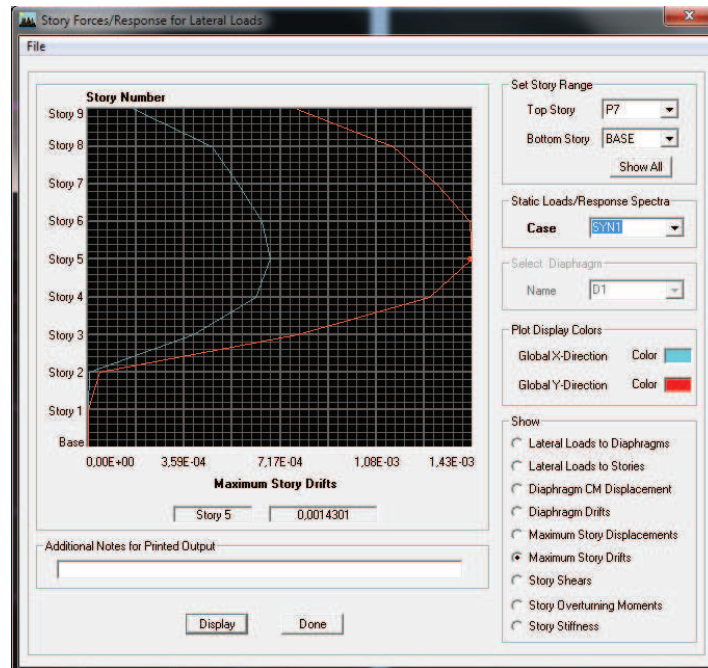 Story Forces/Response for Lateral Loads
File
Story Number
Story 9
Story 8
Story 7
Story 6
Story 5
Story 4
Story 3
Story 2
Story 1
Base
0,00E+00 3,59E-04 7,17E-04 1,08E-03 1,43E-03
Maximum Story Drifts
Story 5 0,0014301
Additional Notes for Printed Output
Display Done
Set Story Range
Top Story P7
Bottom Story BASE
Show All
Static Loads/Response Spectra
Case SYN1
Select Diaphragm
Name D1
Plot Display Colors
Global X-Direction Color
Global Y-Direction Color
Show
Lateral Loads to Diaphragms
Lateral Loads to Stories
Diaphragm CM Displacement
Diaphragm Drifts
Maximum Story Displacements
Maximum Story Drifts
Story Shears
Story Overturning Moments
Story Stiffness